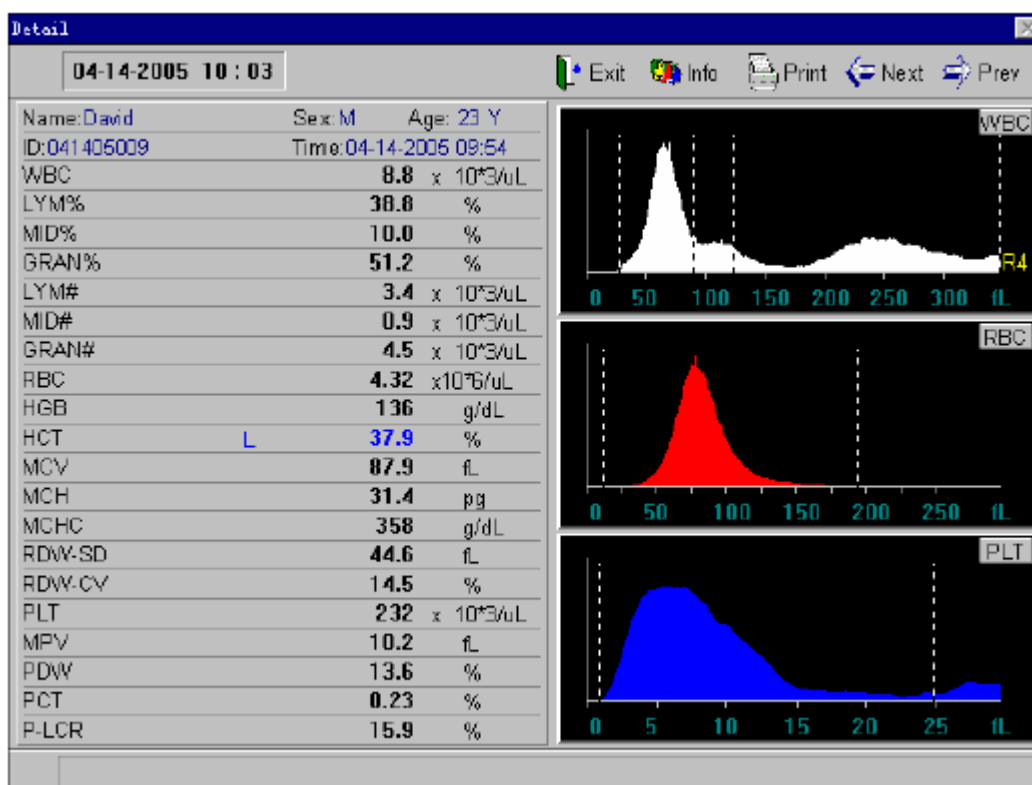 Detail
04-14-2005 10 : 03
Exit Info Print Next Prev
Name:David Sex:M Age: 23 Y
ID:041405009 Time:04-14-2005 09:54
WBC 8.8 x 10*3/uL
LYM% 38.8 %
MID% 10.0 %
GRAN% 51.2 %
LYM# 3.4 x 10*3/uL
MID# 0.9 x 10*3/uL
GRAN# 4.5 x 10*3/uL
RBC 4.32 x10*6/uL
HGB 136 g/dL
HCT L 37.9 %
MCV 87.9 fL
MCH 31.4 pg
MCHC 358 g/dL
RDW-SD 44.6 fL
RDW-CV 14.5 %
PLT 232 x 10*3/uL
MPV 10.2 fL
PDW 13.6 %
PCT 0.23 %
P-LCR 15.9 %
WBC
R4
0 50 100 150 200 250 300 fL
RBC
0 50 100 150 200 250 fL
PLT
0 5 10 15 20 25 fL